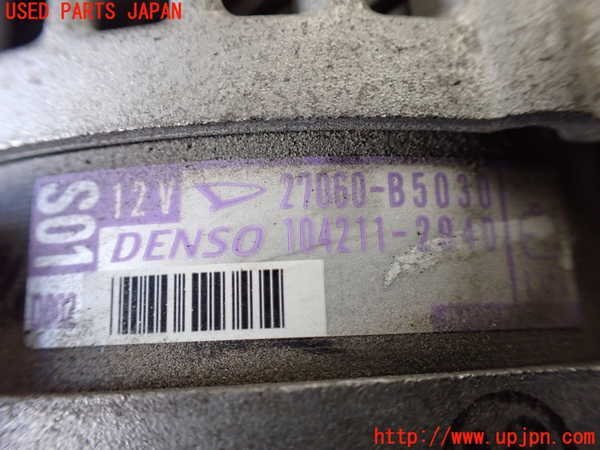 USED PARTS JAPAN
S01
12V 27060-B5030
DENSO 104211-2940
http://www.upjpn.com/